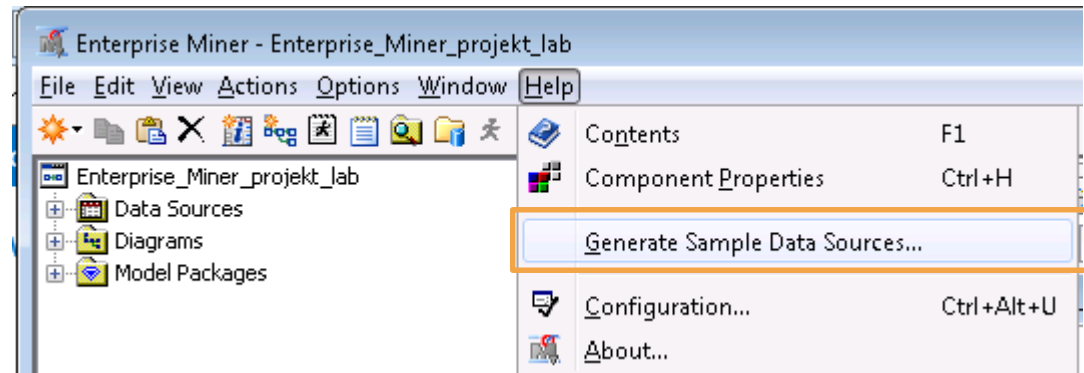 Enterprise Miner - Enterprise_Miner_projekt_lab
File Edit View Actions Options Window Help
Contents F1
Enterprise_Miner_projekt_lab
Component Properties Ctrl+H
Data Sources
Diagrams
Generate Sample Data Sources...
Model Packages
Configuration... Ctrl+Alt+U
About...